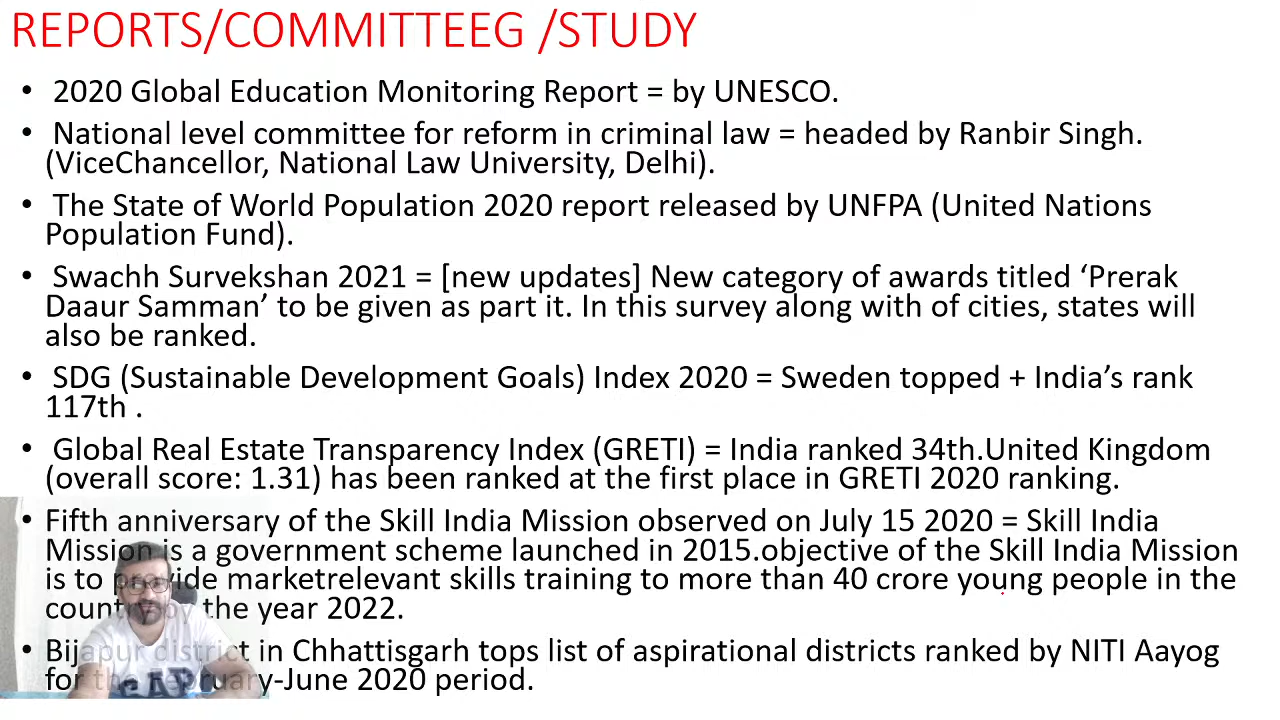 REPORTS/COMMITTEEG /STUDY
• 2020 Global Education Monitoring Report = by UNESCO.
• National level committee for reform in criminal law = headed by Ranbir Singh.
(ViceChancellor, National Law University, Delhi).
• The State of World Population 2020 report released by UNFPA (United Nations
Population Fund).
• Swachh Survekshan 2021 = [new updates] New category of awards titled ‘Prerak
Daaur Samman’ to be given as part it. In this survey along with of cities, states will
also be ranked.
• SDG (Sustainable Development Goals) Index 2020 = Sweden topped + India’s rank
117th .
• Global Real Estate Transparency Index (GRETI) = India ranked 34th.United Kingdom
(overall score: 1.31) has been ranked at the first place in GRETI 2020 ranking.
• Fifth anniversary of the Skill India Mission observed on July 15 2020 = Skill India
Mission is a government scheme launched in 2015.objective of the Skill India Mission
is to provide marketrelevant skills training to more than 40 crore young people in the
country by the year 2022.
• Bijapur district in Chhattisgarh tops list of aspirational districts ranked by NITI Aayog
for the February-June 2020 period.